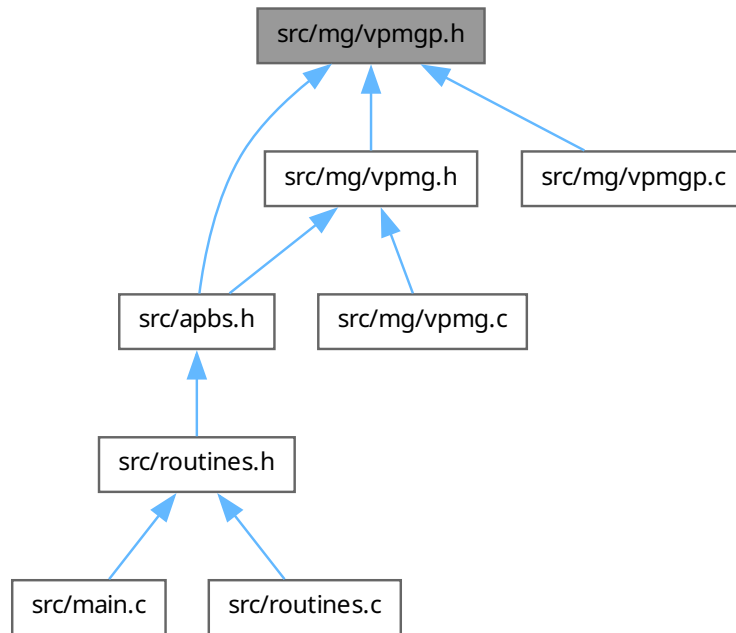 src/mg/vpmgp.h
src/mg/vpmg.h
src/mg/vpmgp.c
src/apbs.h
src/mg/vpmg.c
src/routines.h
src/main.c
src/routines.c